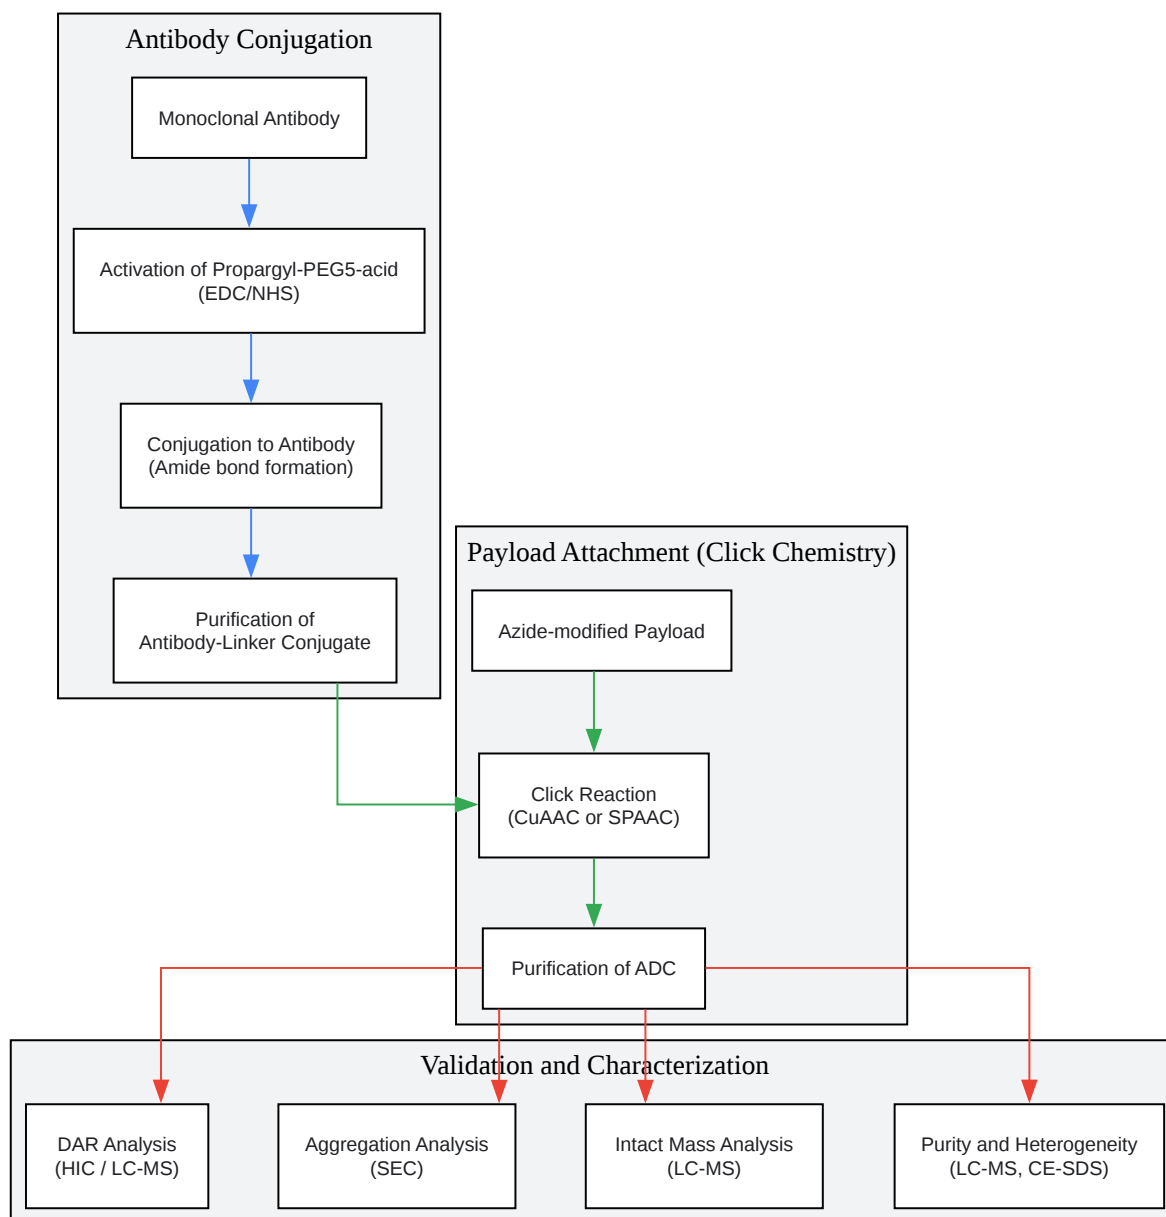 Antibody Conjugation
Monoclonal Antibody
Activation of Propargyl-PEG5-acid
(EDC/NHS)
Conjugation to Antibody
(Amide bond formation)
Purification of
Antibody-Linker Conjugate
Payload Attachment (Click Chemistry)
Azide-modified Payload
Click Reaction
(CuAAC or SPAAC)
Purification of ADC
Validation and Characterization
DAR Analysis
(HIC / LC-MS)
Aggregation Analysis
(SEC)
Intact Mass Analysis
(LC-MS)
Purity and Heterogeneity
(LC-MS, CE-SDS)